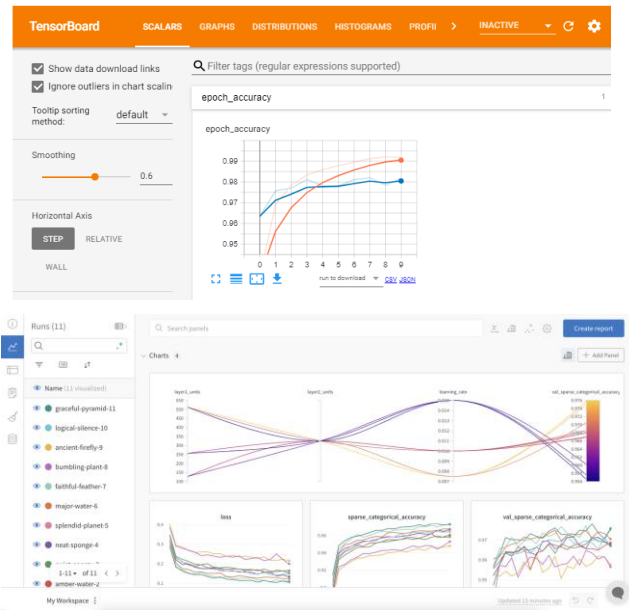 TensorBoard
SCALARS GRAPHS DISTRIBUTIONS HISTOGRAMS PROFI
INACTIVE
Show data download links
Ignore outliers in chart scalin
Tooltip sorting
method:
default
Smoothing
0.6
Horizontal Axis
STEP RELATIVE
WALL
Filter tags (regular expressions supported)
epoch_accuracy 1
epoch_accuracy
0.99
0.98
0.97
0.96
0.95
0 1 2 3 4 5 6 7 8 9
run to download CSV JSON
Runs (11)
Search panels
Create report
Charts 4
Add Panel
Name (11 visualized)
graceful-pyramid-11
logical-silence-10
ancient-firefly-9
bumbling-plant-8
faithful-feather-7
major-water-6
splendid-planet-5
neat-sponge-4
1-11 of 11
amber-water-2
layer1_units layer2_units learning_rate val_sparse_categorical_accuracy
loss sparse_categorical_accuracy val_sparse_categorical_accuracy
My Workspace
Updated 13 minutes ago